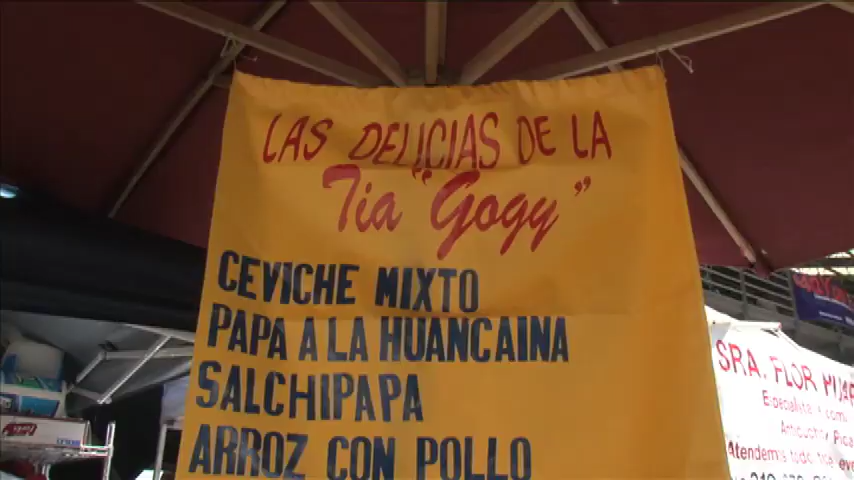 LAS DELICIAS DE LA
Tia "Gogy"
CEVICHE MIXTO
PAPA A LA HUANCAINA
SALCHIPAPA
ARROZ CON POLLO
SRA. FLOR